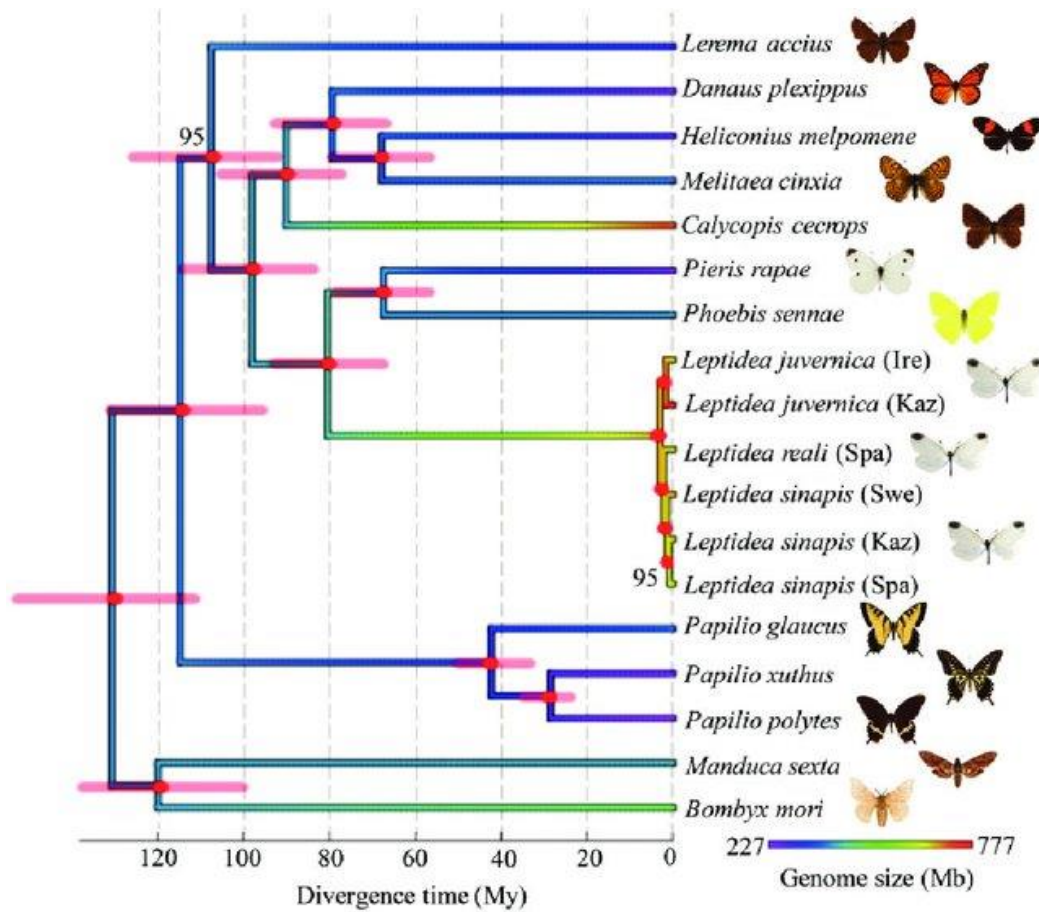 Lerema accius
Danaus plexippus
95
Heliconius melpomene
Melitaea cinxia
Calycopis cecrops
Pieris rapae
Phoebis sennae
Leptidea juvernica (Ire)
Leptidea juvernica (Kaz)
Leptidea reali (Spa)
Leptidea sinapis (Swe)
Leptidea sinapis (Kaz)
95
Leptidea sinapis (Spa)
Papilio glaucus
Papilio xuthus
Papilio polytes
Manduca sexta
Bombyx mori
120 100 80 60 40 20 0
Divergence time (My)
227 777
Genome size (Mb)